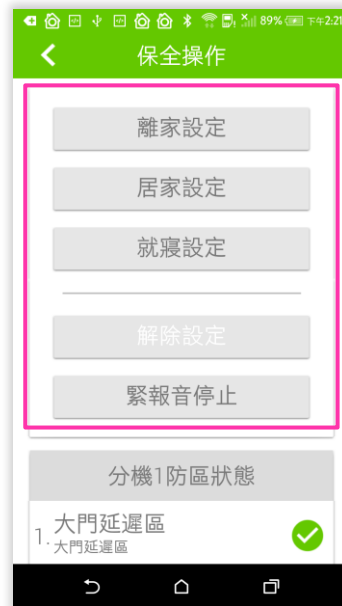 89% 下午2:21
保全操作
離家設定
居家設定
就寢設定
解除設定
緊報音停止
分機1防區狀態
1. 大門延遲區
大門延遲區